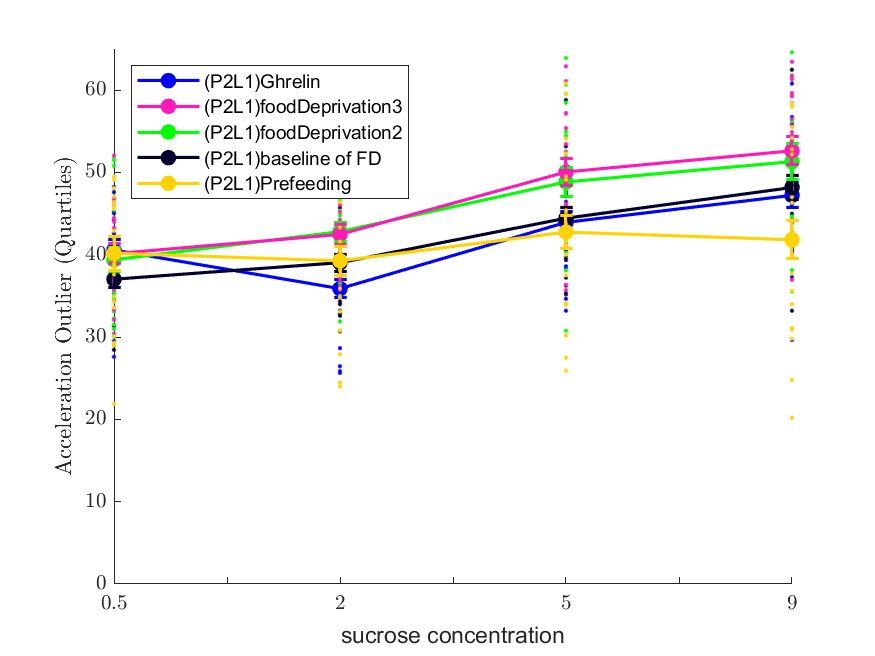 60
50
40
30
20
10
0
Acceleration Outlier (Quartiles)
(P2L1)Ghrelin
(P2L1)foodDeprivation3
(P2L1)foodDeprivation2
(P2L1)baseline of FD
(P2L1)Prefeeding
0.5 2 5 9
sucrose concentration